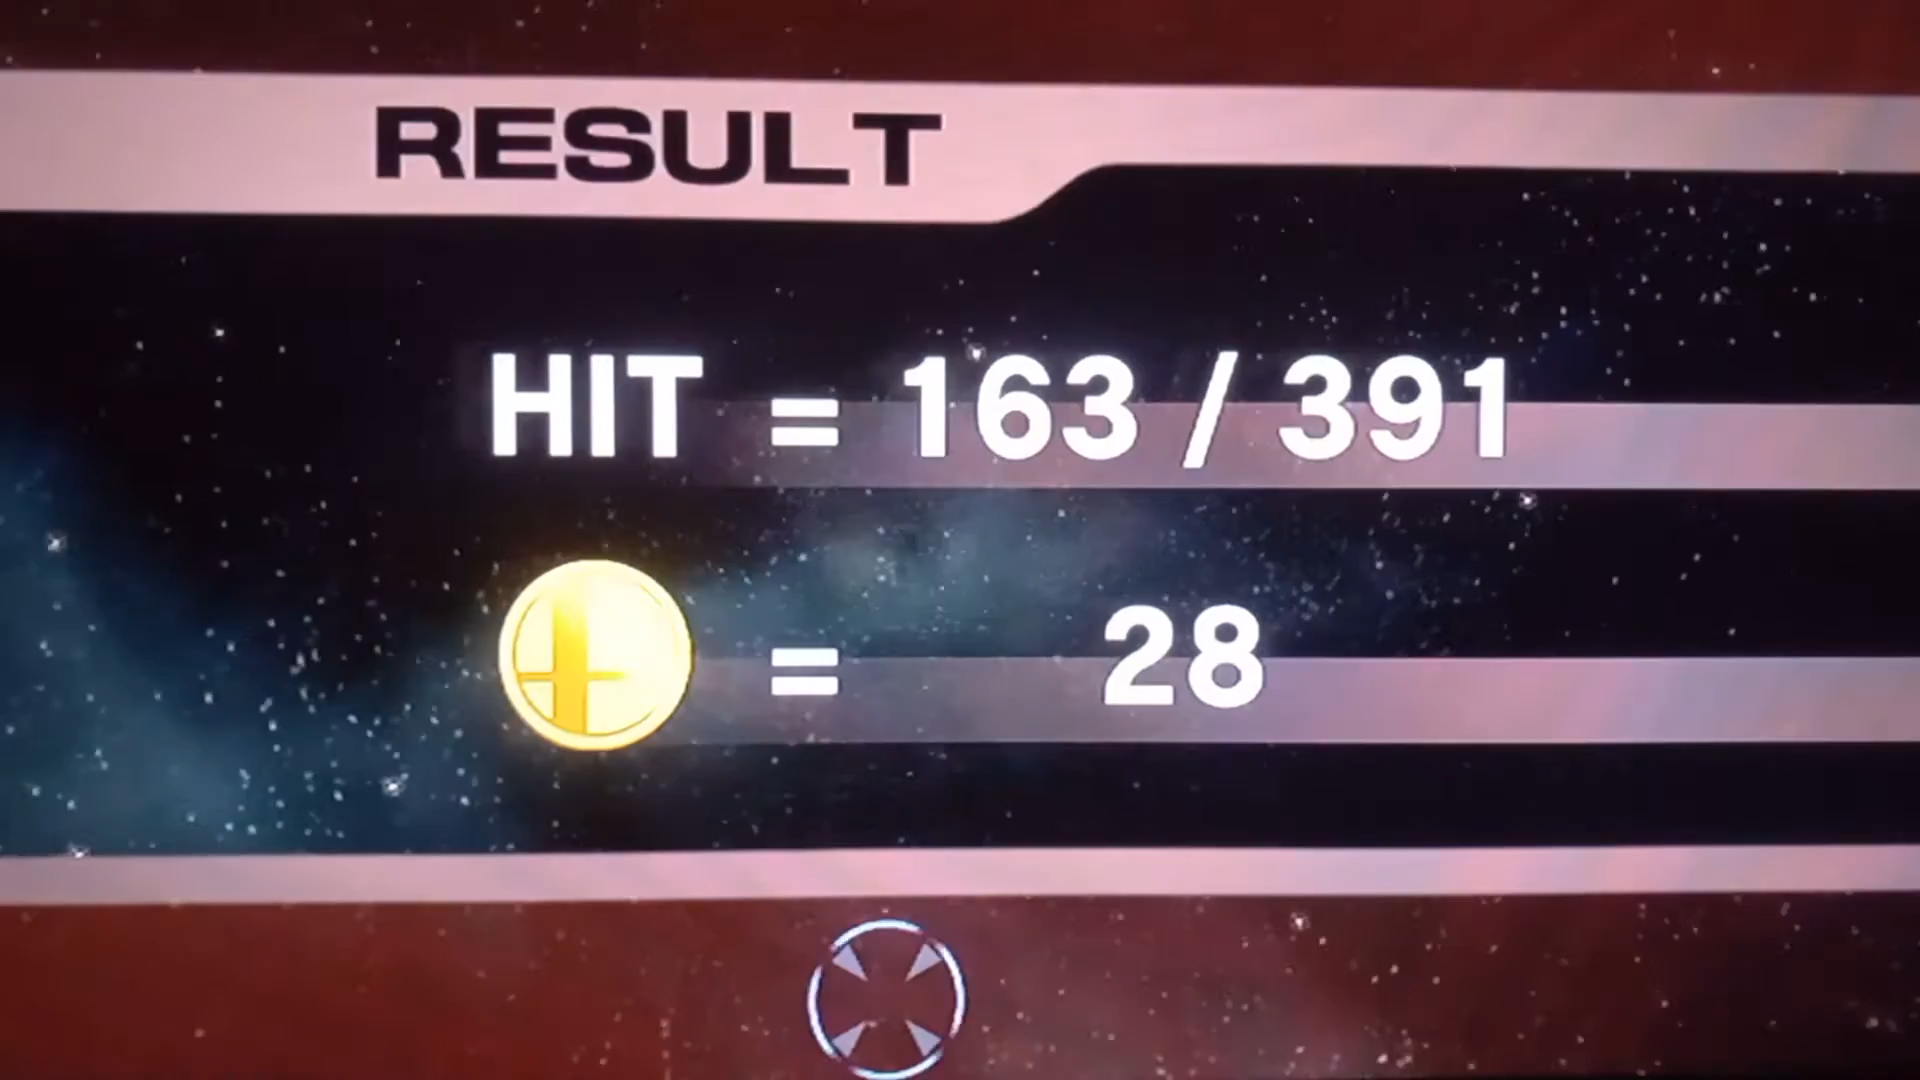 RESULT
HIT = 163 / 391
= 28